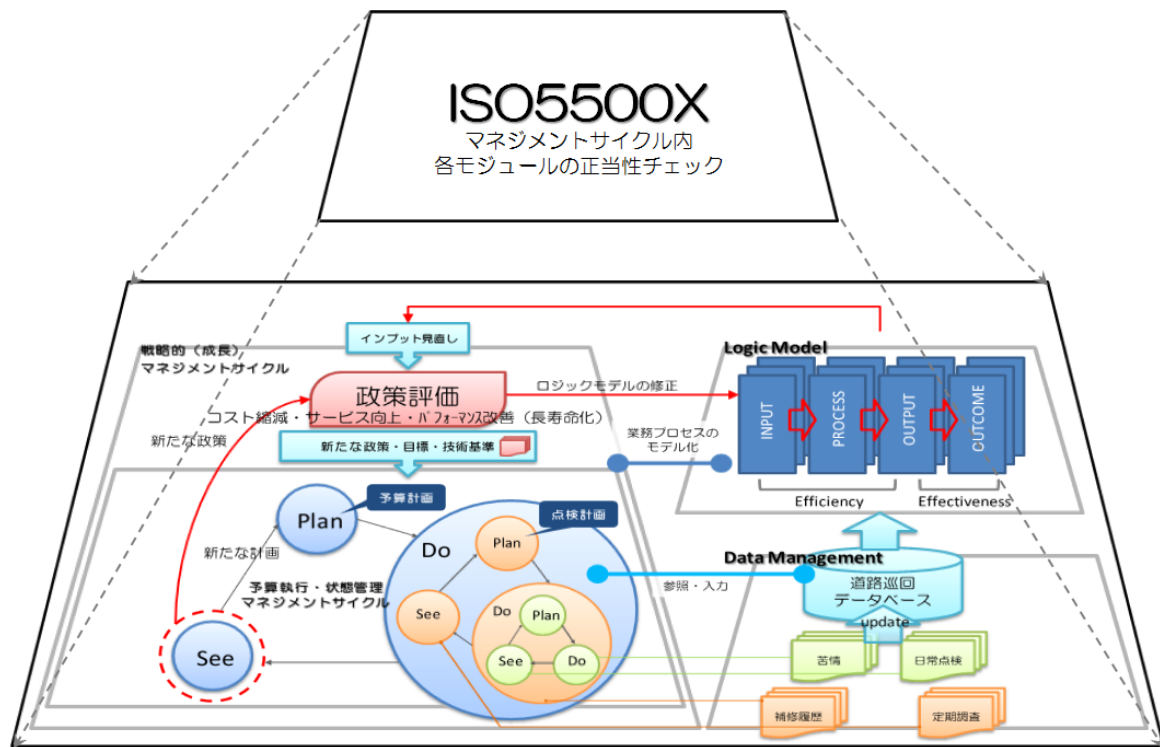 ISO5500X
マネジメントサイクル内
各モジュールの正当性チェック
インプット見直し
戦略的（成長）
マネジメントサイクル
政策評価
コスト縮減・サービス向上・ﾊﾟﾌｫｰﾏﾝｽ改善（長寿命化）
新たな政策
新たな政策・目標・技術基準
ロジックモデルの修正
業務プロセスの
モデル化
Logic Model
INPUT
PROCESS
OUTPUT
OUTCOME
Efficiency
Effectiveness
予算計画
Plan
Do
点検計画
Plan
新たな計画
予算執行・状態管理
マネジメントサイクル
See
Do
Plan
See
Do
See
参照・入力
Data Management
道路巡回
データベース
update
苦情
日常点検
補修履歴
定期調査